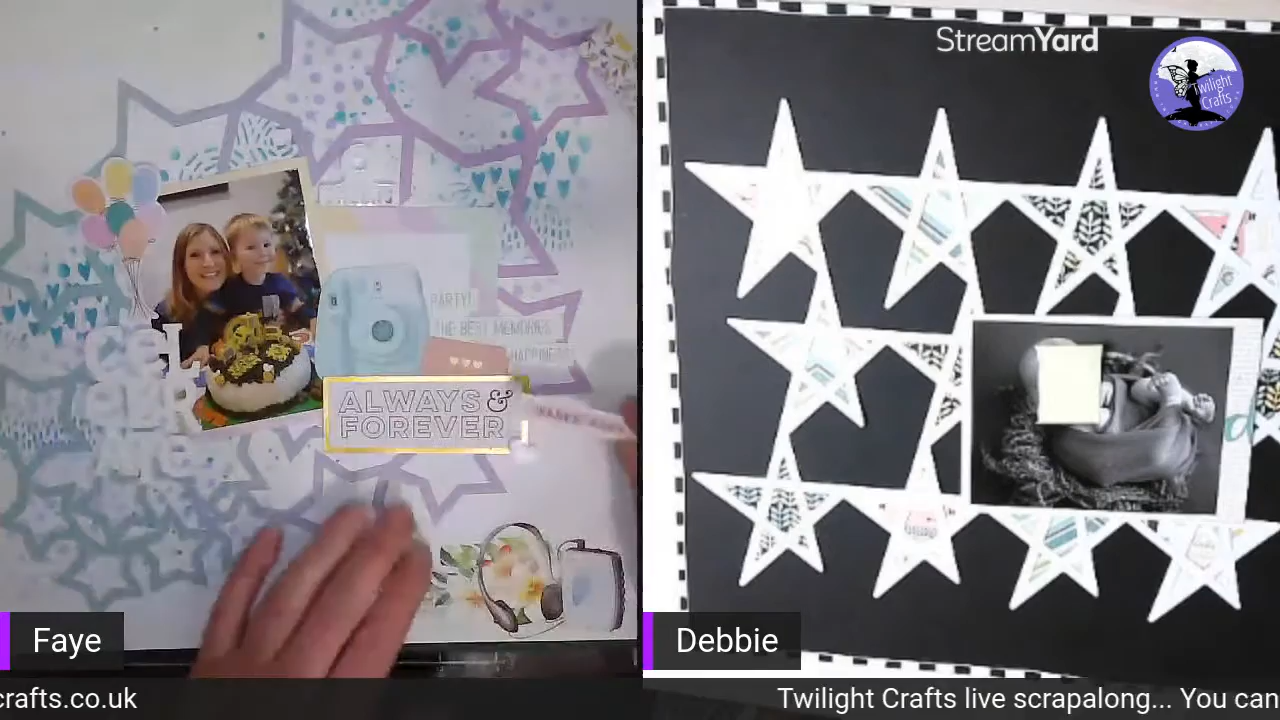 StreamYard
Twilight
Crafts
PARTY!
THE BEST MEMORIES
HAPPINESS
ALWAYS &
FOREVER
Faye
Debbie
crafts.co.uk
Twilight Crafts live scrapalong... You can